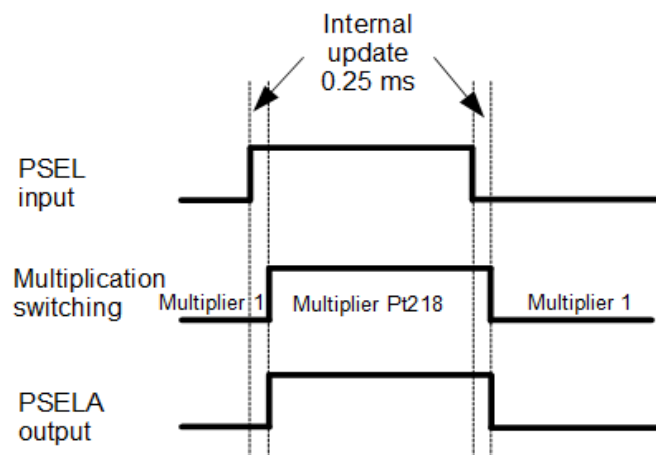 Internal
update
0.25 ms
PSEL
input
Multiplication
switching
Multiplier 1
Multiplier Pt218
Multiplier 1
PSELA
output